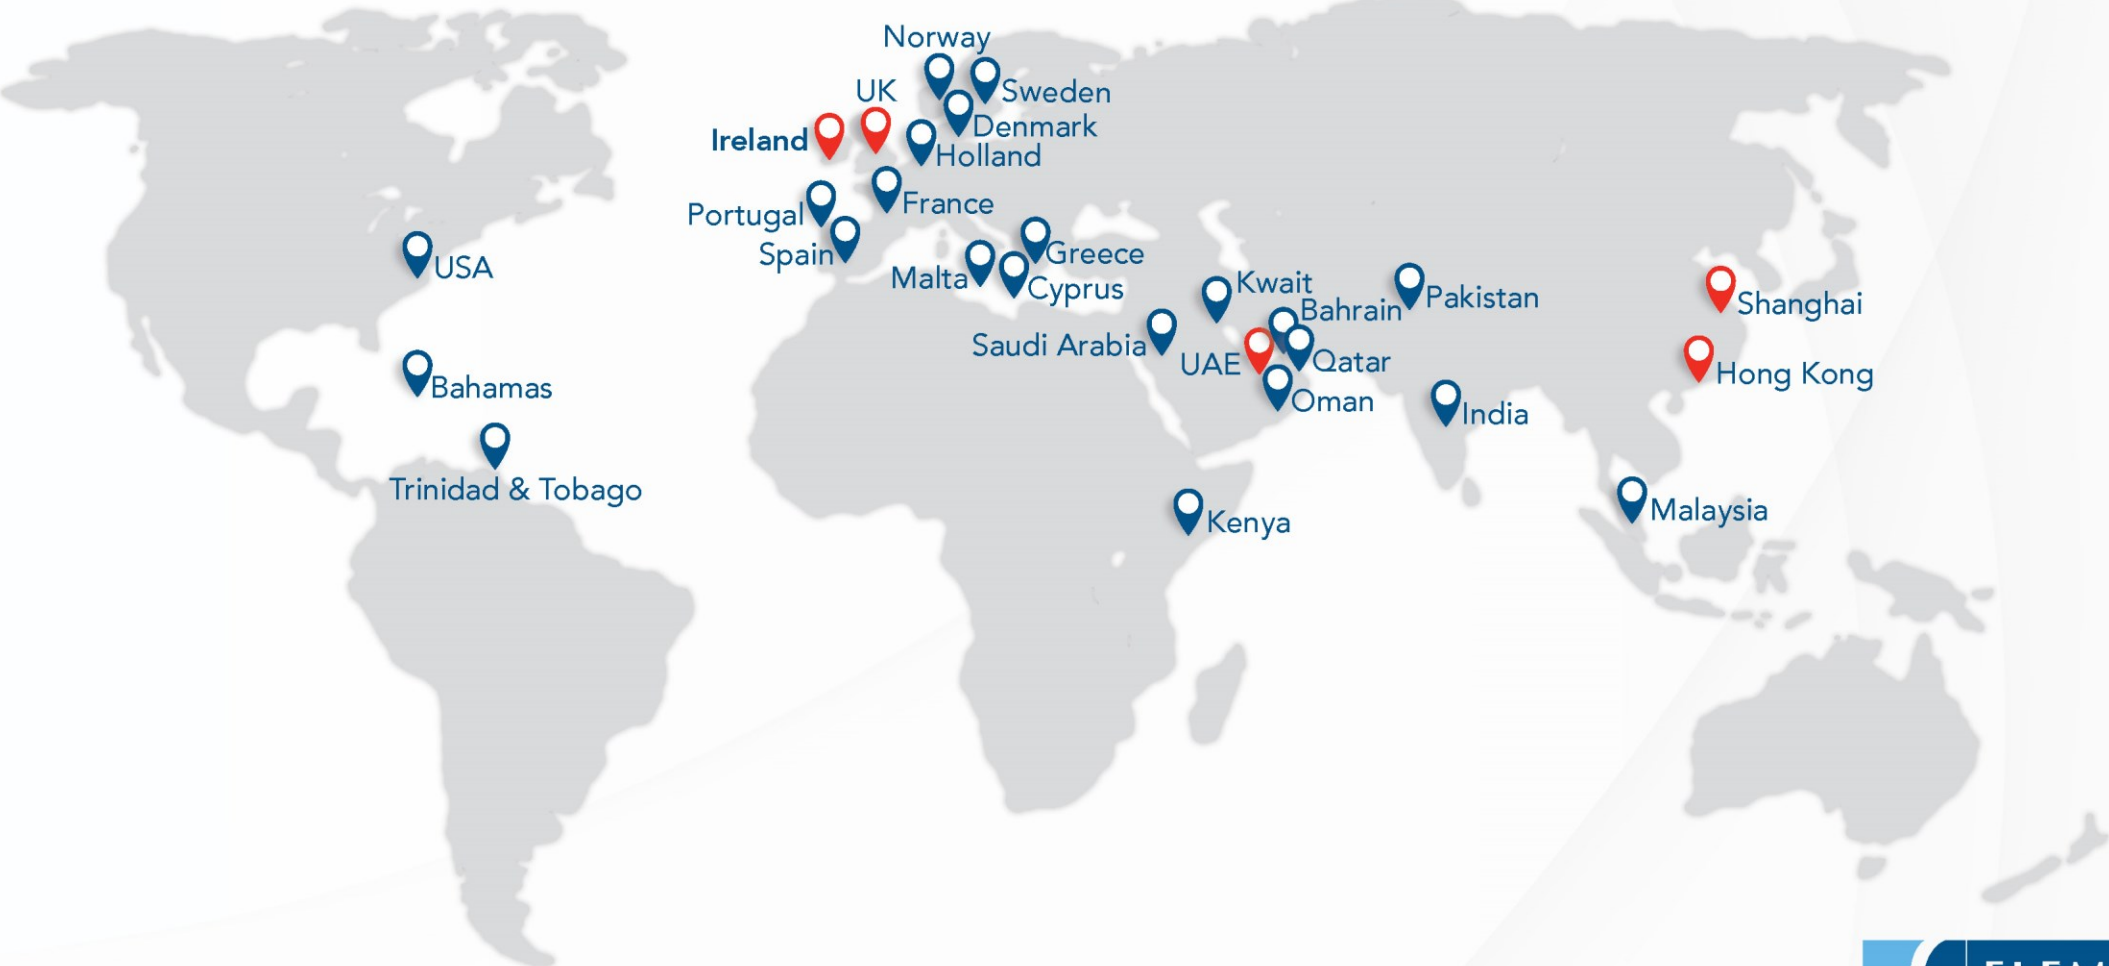 Norway
UK
Sweden
Ireland
Denmark
Holland
Portugal
France
Spain
Greece
USA
Malta
Cyprus
Kwait
Bahrain
Pakistan
Shanghai
Saudi Arabia
UAE
Qatar
Hong Kong
Bahamas
Oman
India
Trinidad & Tobago
Malaysia
Kenya